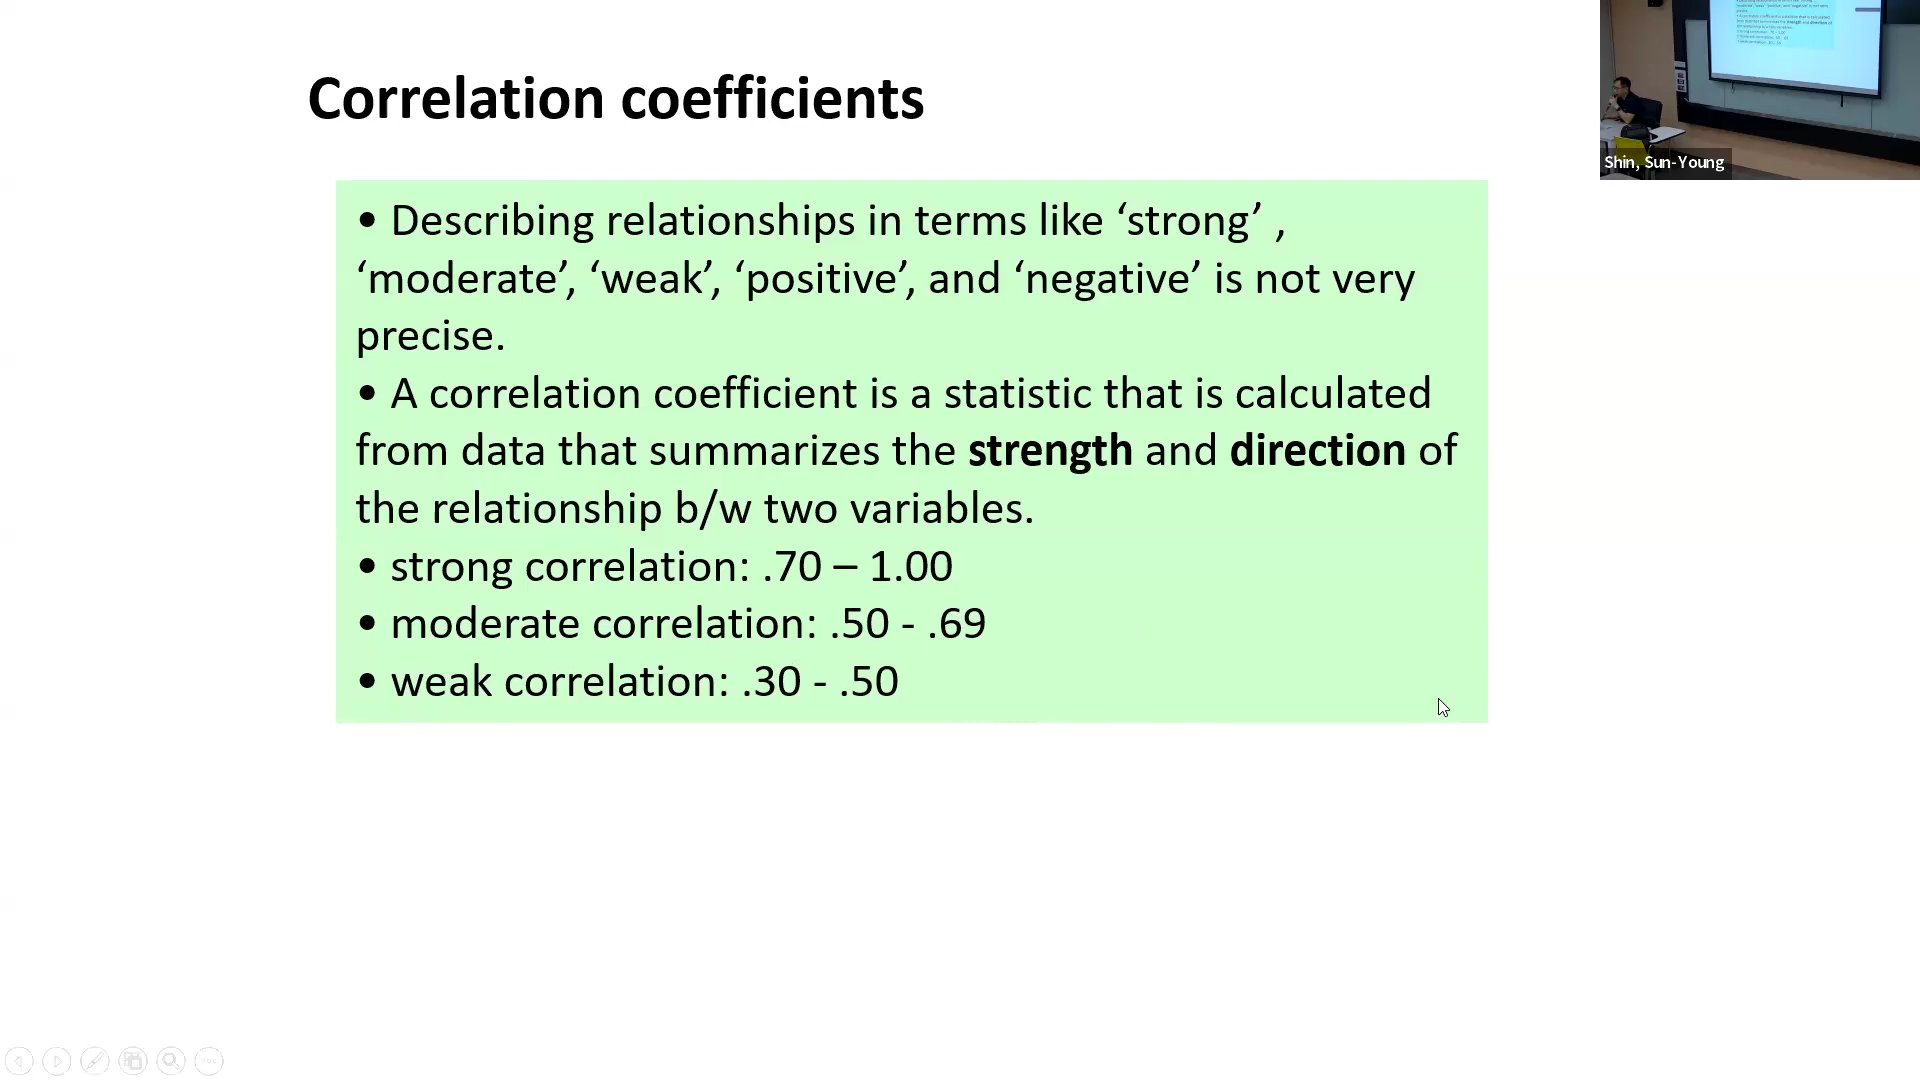 Correlation coefficients
• Describing relationships in terms like ‘strong’ ,
‘moderate’, ‘weak’, ‘positive’, and ‘negative’ is not very
precise.
• A correlation coefficient is a statistic that is calculated
from data that summarizes the strength and direction of
the relationship b/w two variables.
• strong correlation: .70 – 1.00
• moderate correlation: .50 - .69
• weak correlation: .30 - .50
Shin, Sun-Young